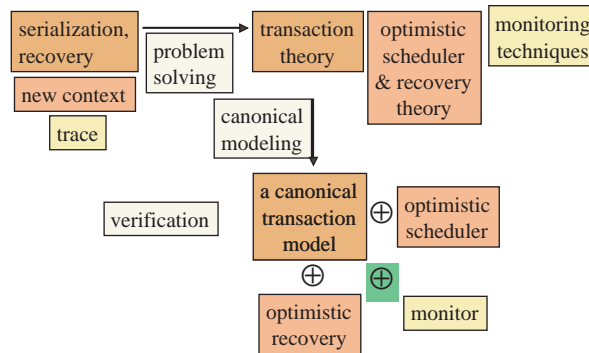 serialization,
recovery
new context
trace
problem
solving
transaction
theory
optimistic
scheduler
& recovery
theory
monitoring
techniques
canonical
modeling
verification
a canonical
transaction
model
⊕
optimistic
scheduler
⊕
optimistic
recovery
⊕
monitor